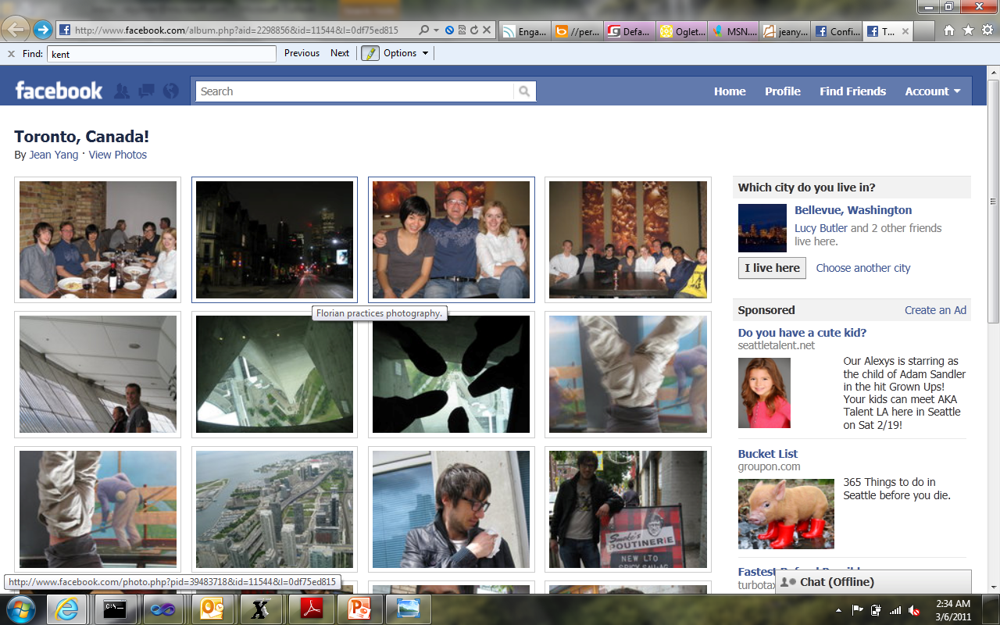 http://www.facebook.com/album.php?aid=2298856&id=11544&l=0df75ed815
Enga...
//per...
Defa...
Oglet...
MSN....
jeany...
Confi...
T...
Find: kent
Previous Next Options
facebook
Search
Home Profile Find Friends Account
Toronto, Canada!
By Jean Yang · View Photos
Which city do you live in?
Bellevue, Washington
Lucy Butler and 2 other friends
live here.
I live here Choose another city
Florian practices photography.
Sponsored Create an Ad
Do you have a cute kid?
seattletalent.net
Our Alexys is starring as
the child of Adam Sandler
in the hit Grown Ups!
Your kids can meet AKA
Talent LA here in Seattle
on Sat 2/19!
Bucket List
groupon.com
365 Things to do in
Seattle before you die.
Smoke's
POUTINERIE
NEW LTO
Fastest
turbotax
Chat (Offline)
http://www.facebook.com/photo.php?pid=39483718&id=11544&l=0df75ed815
C:\_
2:34 AM
3/6/2011